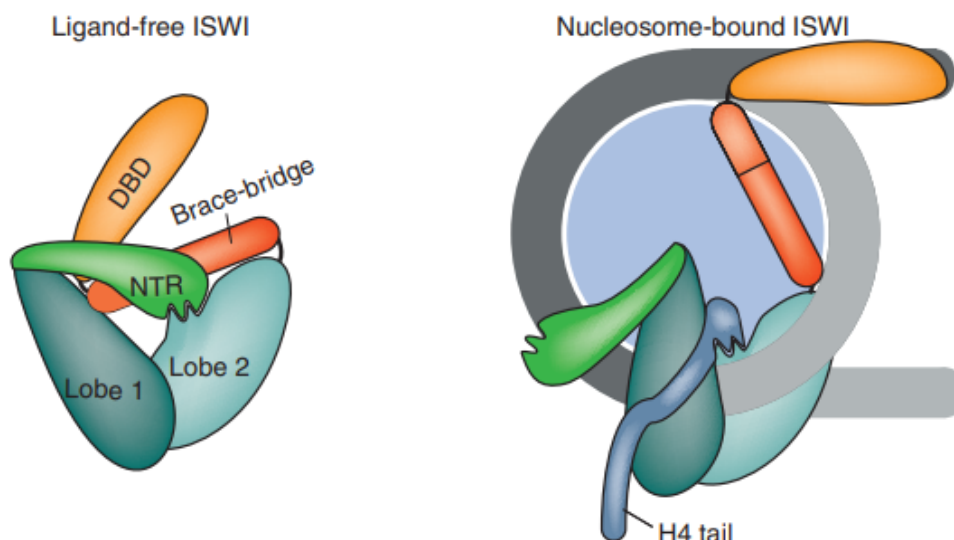 Ligand-free ISWI
Nucleosome-bound ISWI
DBD
Brace-bridge
NTR
Lobe 1
Lobe 2
H4 tail